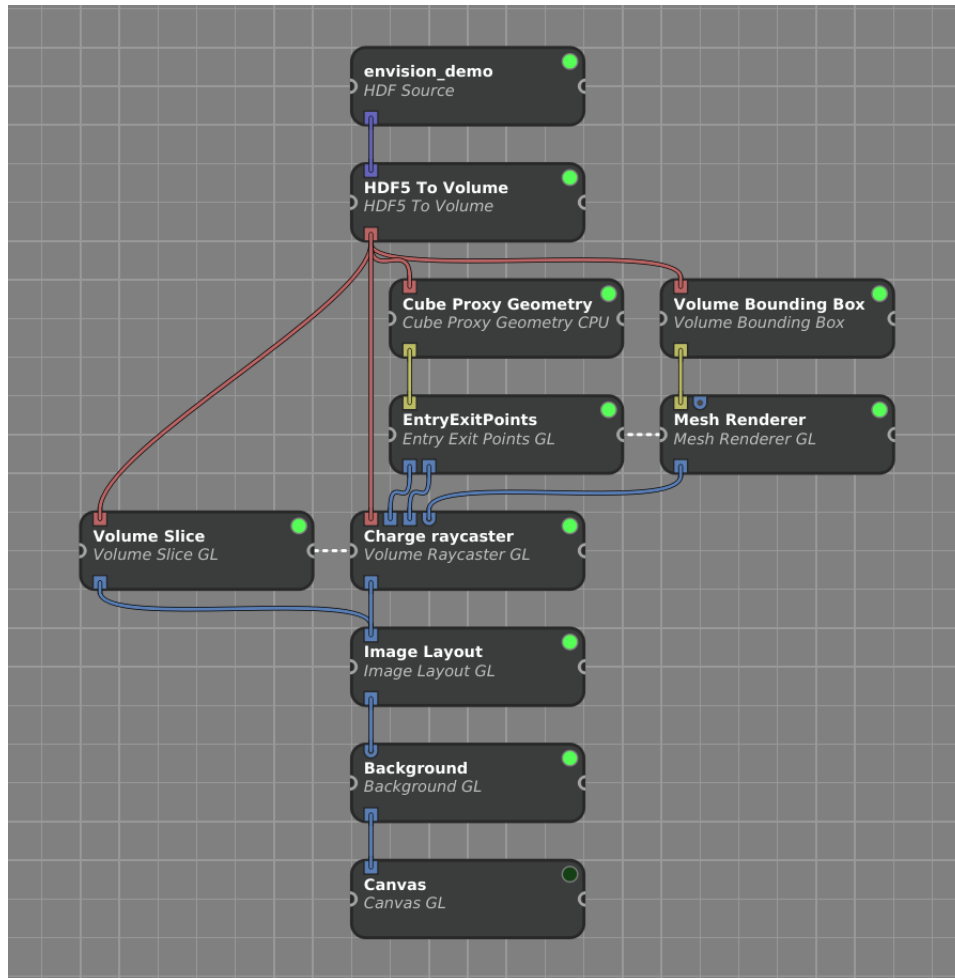 envision_demo
HDF Source
HDF5 To Volume
HDF5 To Volume
Cube Proxy Geometry
Cube Proxy Geometry CPU
Volume Bounding Box
Volume Bounding Box
EntryExitPoints
Entry Exit Points GL
Mesh Renderer
Mesh Renderer GL
Volume Slice
Volume Slice GL
Charge raycaster
Volume Raycaster GL
Image Layout
Image Layout GL
Background
Background GL
Canvas
Canvas GL